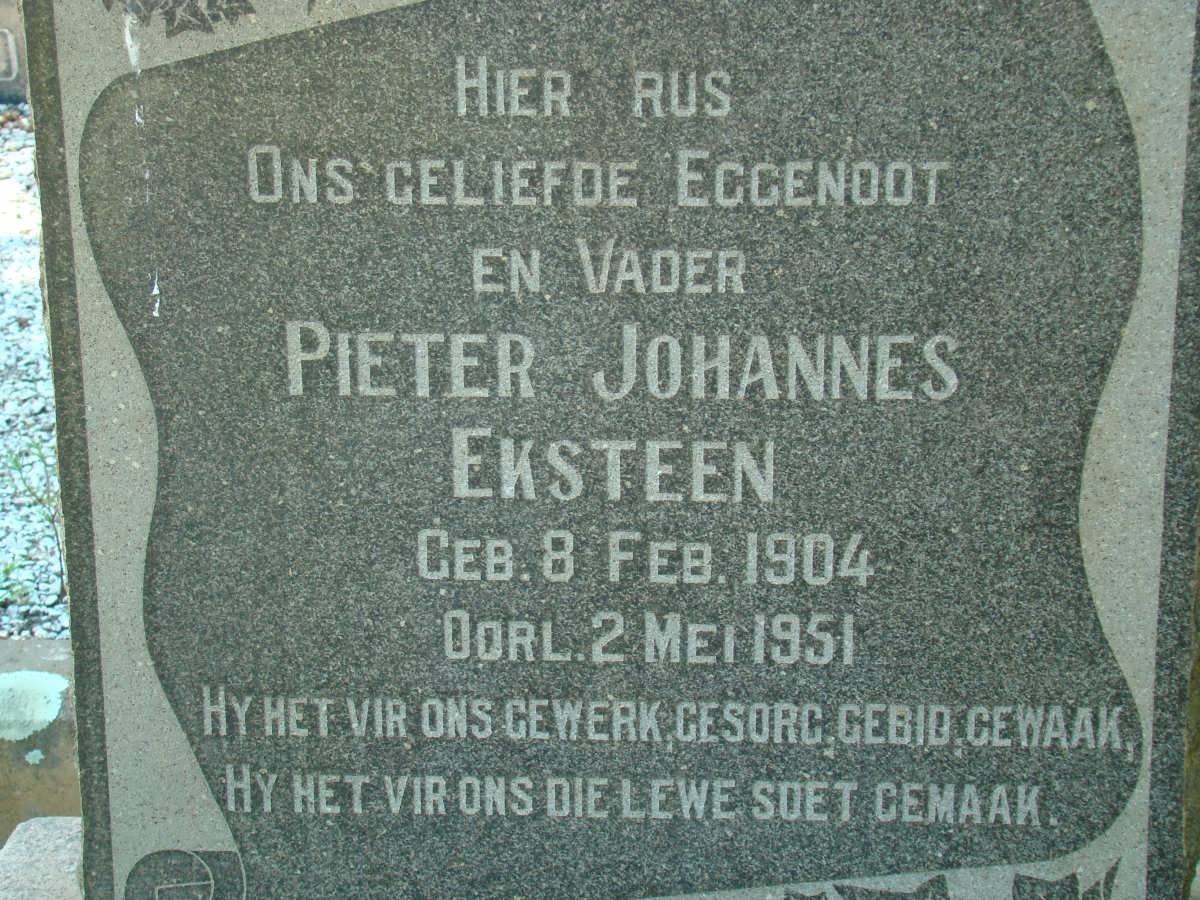 Hier rus
Ons geliefde Eggenoot
en Vader
Pieter Johannes
Eksteen
Geb. 8 Feb. 1904
Oorl. 2 Mei 1951
Hy het vir ons gewerk, gesorg, gebid, gewaak,
Hy het vir ons die lewe soet gemaak.